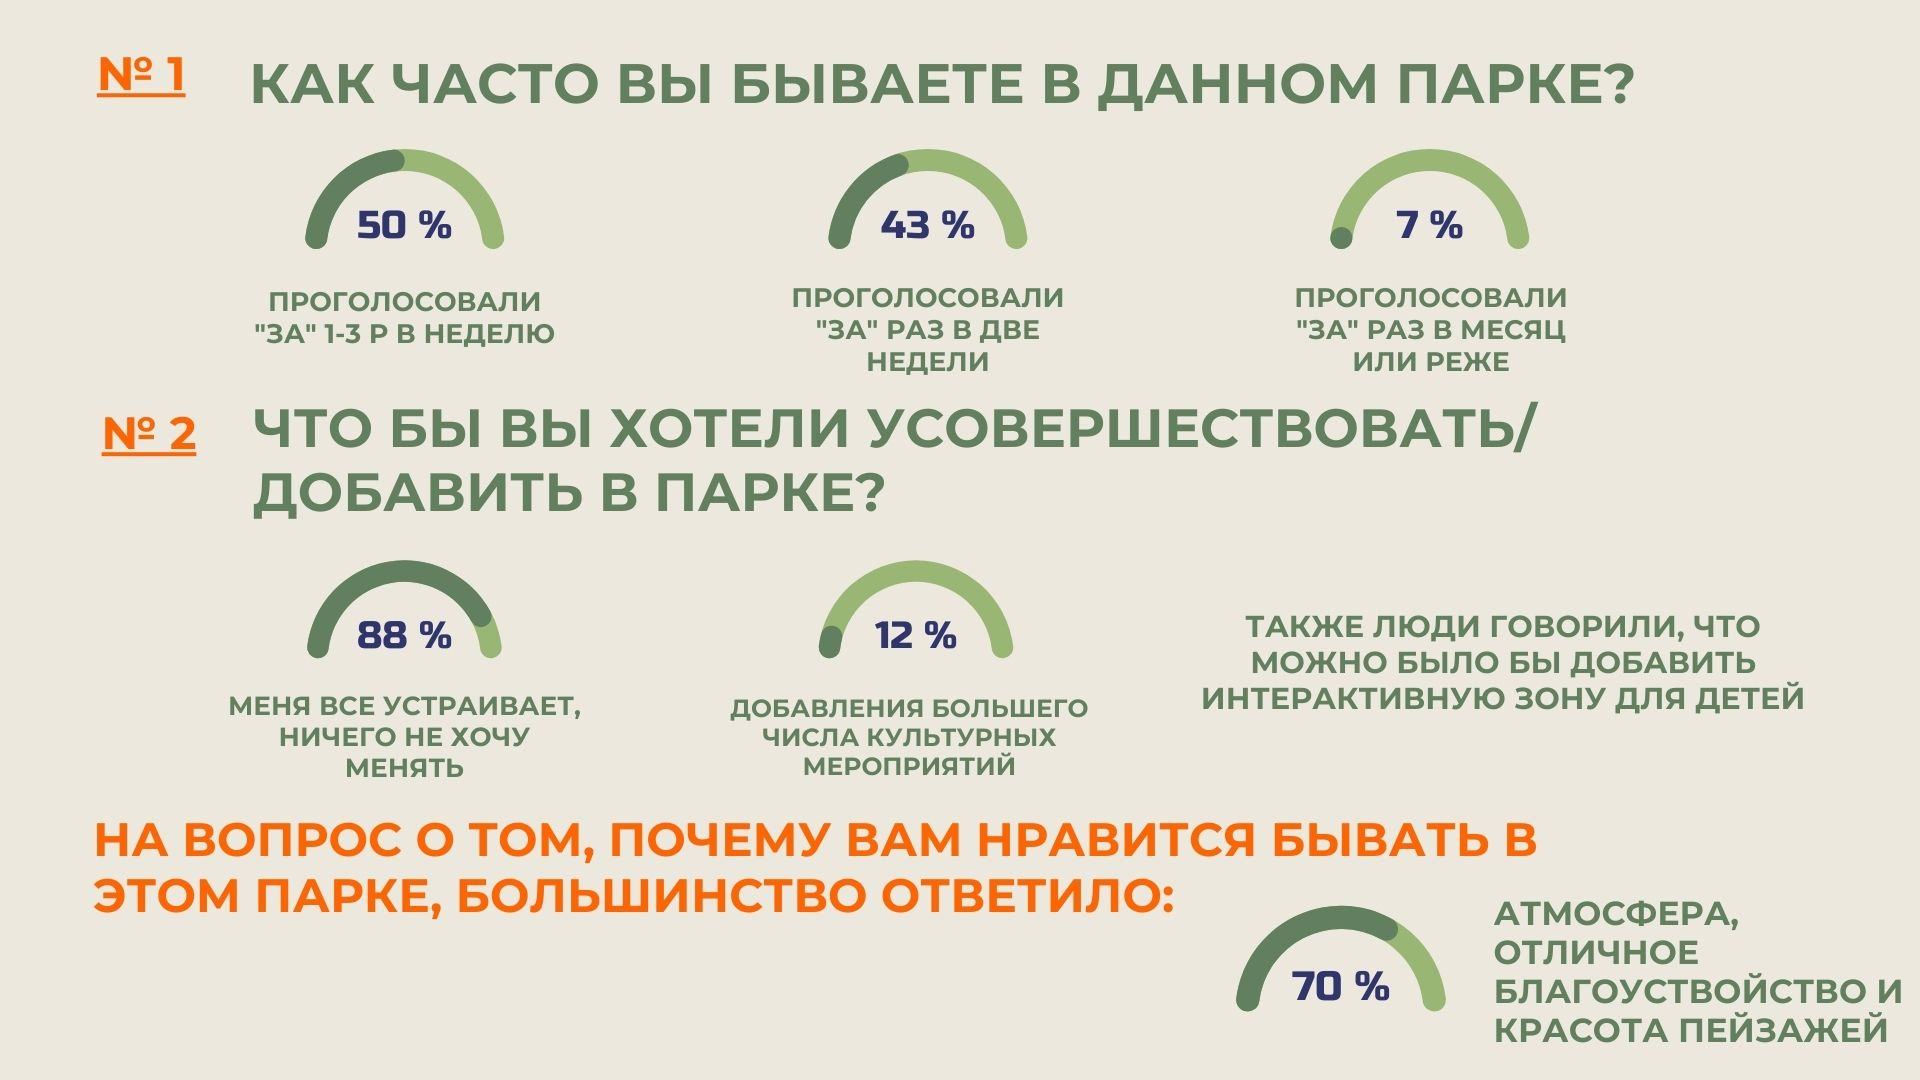 № 1
КАК ЧАСТО ВЫ БЫВАЕТЕ В ДАННОМ ПАРКЕ?
50 %
ПРОГОЛОСОВАЛИ
"ЗА" 1-3 Р В НЕДЕЛЮ
43 %
ПРОГОЛОСОВАЛИ
"ЗА" РАЗ В ДВЕ
НЕДЕЛИ
7 %
ПРОГОЛОСОВАЛИ
"ЗА" РАЗ В МЕСЯЦ
ИЛИ РЕЖЕ
№ 2
ЧТО БЫ ВЫ ХОТЕЛИ УСОВЕРШЕСТВОВАТЬ/
ДОБАВИТЬ В ПАРКЕ?
88 %
МЕНЯ ВСЕ УСТРАИВАЕТ,
НИЧЕГО НЕ ХОЧУ
МЕНЯТЬ
12 %
ДОБАВЛЕНИЯ БОЛЬШЕГО
ЧИСЛА КУЛЬТУРНЫХ
МЕРОПРИЯТИЙ
ТАКЖЕ ЛЮДИ ГОВОРИЛИ, ЧТО
МОЖНО БЫЛО БЫ ДОБАВИТЬ
ИНТЕРАКТИВНУЮ ЗОНУ ДЛЯ ДЕТЕЙ
НА ВОПРОС О ТОМ, ПОЧЕМУ ВАМ НРАВИТСЯ БЫВАТЬ В
ЭТОМ ПАРКЕ, БОЛЬШИНСТВО ОТВЕТИЛО:
70 %
АТМОСФЕРА,
ОТЛИЧНОЕ
БЛАГОУСТВОЙСТВО И
КРАСОТА ПЕЙЗАЖЕЙ